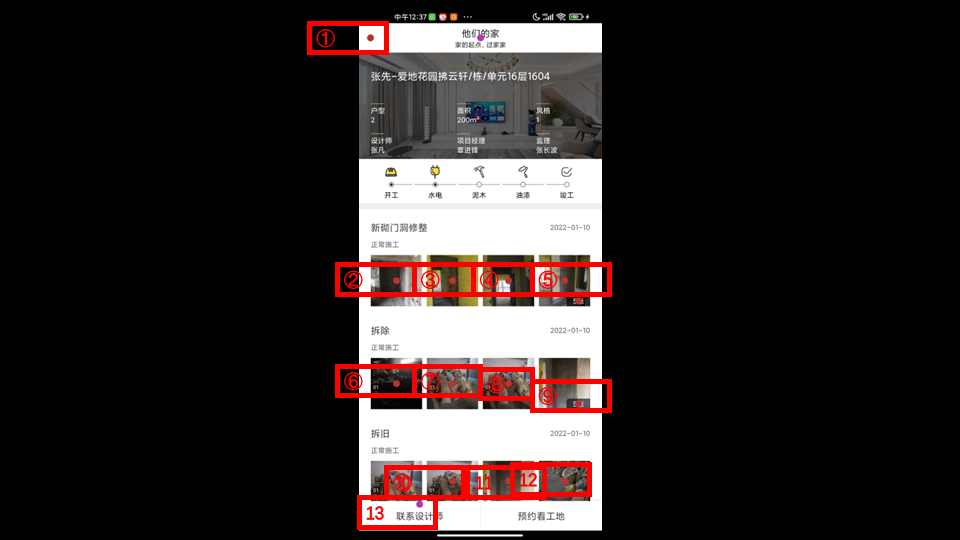 中午12:37
①
他们的家
家的起点,过家家
张先-爱地花园拂云轩/栋/单元16层1604
户型 面积 风格
2 200m² 1
设计师 项目经理 监理
张凡 章进锋 张长波
开工 水电 泥木 油漆 竣工
新砌门洞修整 2022-01-10
正常施工
② ③ ④ ⑤
拆除 2022-01-10
正常施工
⑥ ⑦ ⑧ ⑨
01 01
拆旧 2022-01-10
正常施工
⑩ 11 12
13 联系设计师 预约看工地